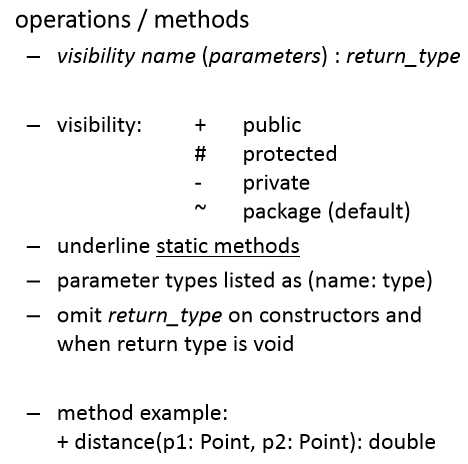 operations / methods
– visibility name (parameters) : return_type
– visibility: + public
# protected
- private
~ package (default)
– underline static methods
– parameter types listed as (name: type)
– omit return_type on constructors and
when return type is void
– method example:
+ distance(p1: Point, p2: Point): double